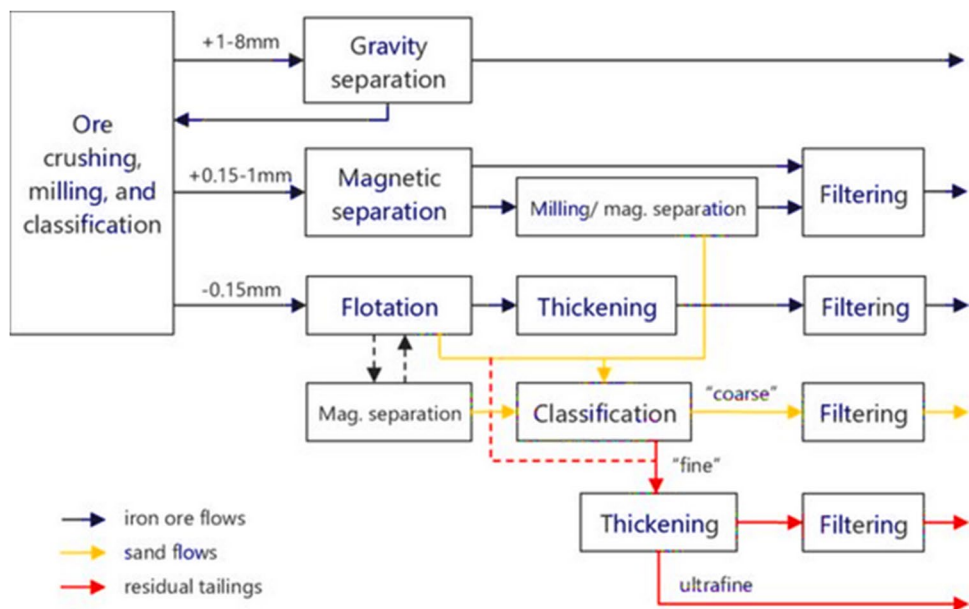 +1-8mm
Gravity
separation
Ore
crushing,
milling, and
classification
+0.15-1mm
Magnetic
separation
Milling/ mag. separation
Filtering
-0.15mm
Flotation
Thickening
Filtering
Mag. separation
Classification
"coarse"
Filtering
"fine"
Thickening
Filtering
ultrafine
iron ore flows
sand flows
residual tailings